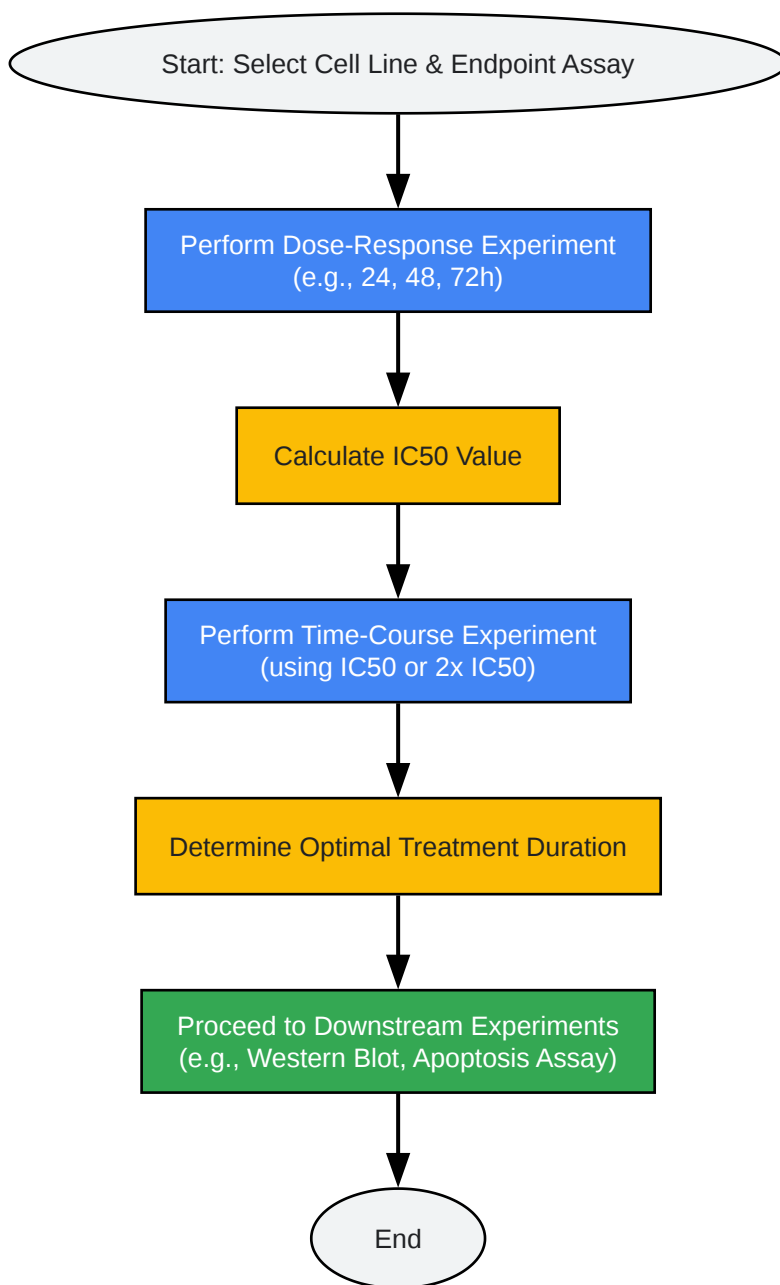 Start: Select Cell Line & Endpoint Assay
Perform Dose-Response Experiment
(e.g., 24, 48, 72h)
Calculate IC50 Value
Perform Time-Course Experiment
(using IC50 or 2x IC50)
Determine Optimal Treatment Duration
Proceed to Downstream Experiments
(e.g., Western Blot, Apoptosis Assay)
End